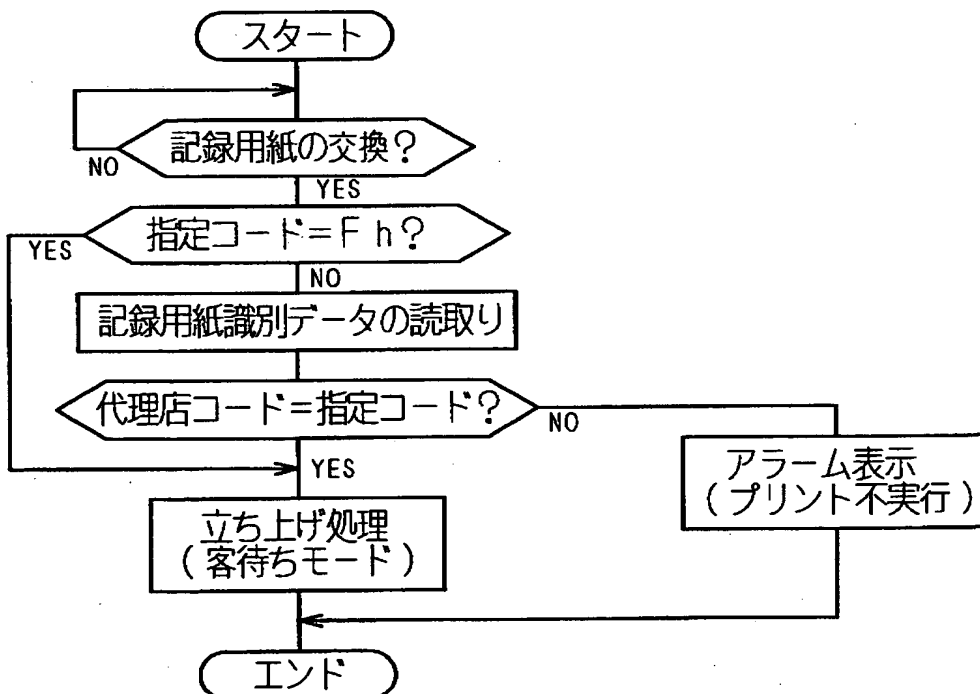 スタート
記録用紙の交換?
NO
YES
指定コード=Fh?
YES
NO
記録用紙識別データの読取り
代理店コード=指定コード?
NO
YES
アラーム表示
(プリント不実行)
立ち上げ処理
(客待ちモード)
エンド